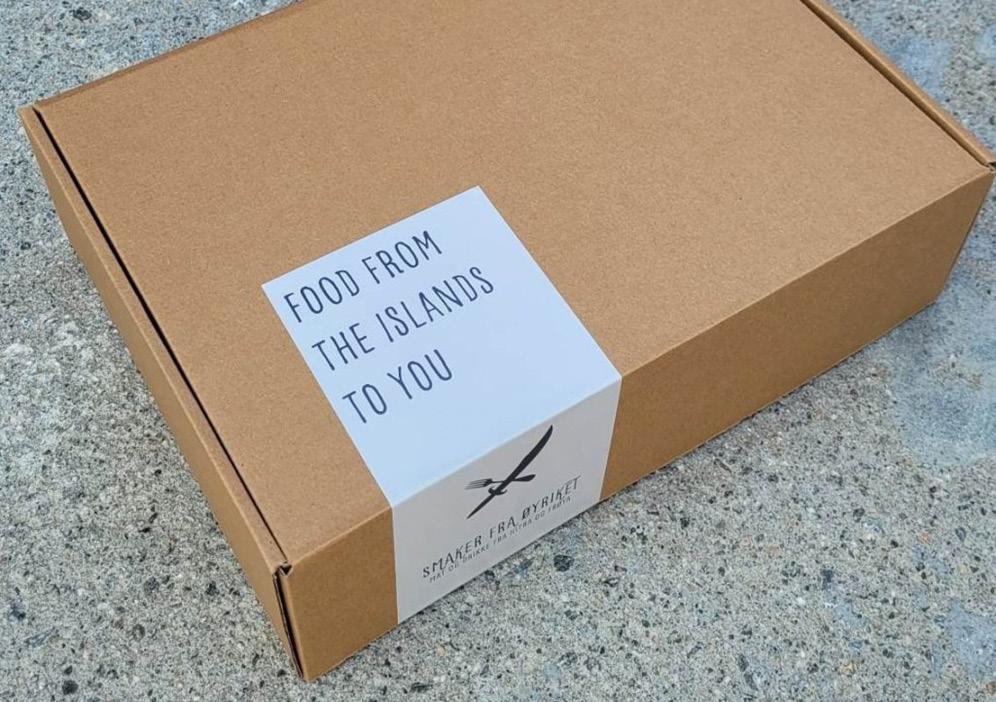 FOOD FROM
THE ISLANDS
TO YOU
SMAKER FRA ØYRIKET
MAT OG DRIKKE FRA HITRA OG FRØYA